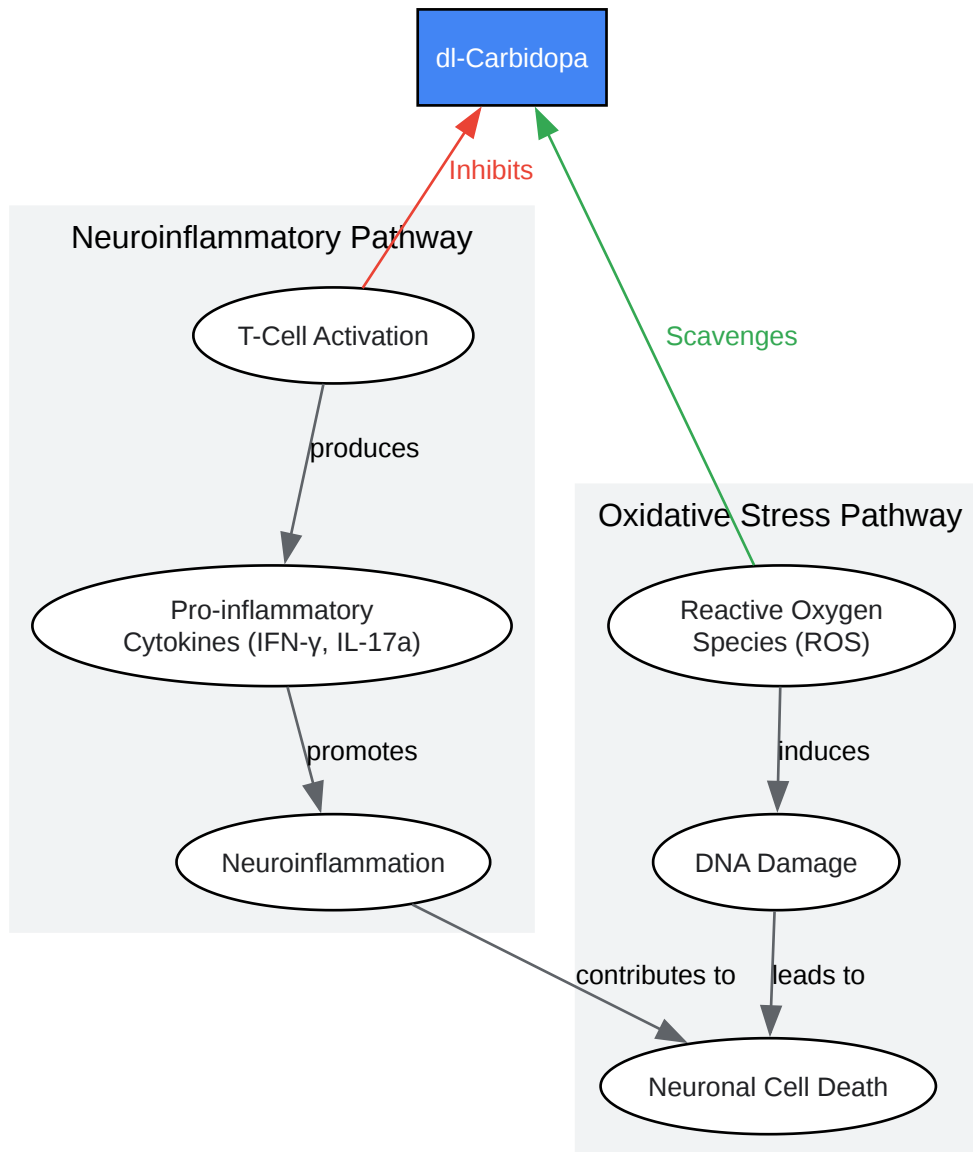 dl-Carbidopa
Inhibits
Neuroinflammatory Pathway
T-Cell Activation
Scavenges
produces
Oxidative Stress Pathway
Pro-inflammatory
Cytokines (IFN-γ, IL-17a)
Reactive Oxygen
Species (ROS)
promotes
induces
Neuroinflammation
DNA Damage
contributes to
leads to
Neuronal Cell Death